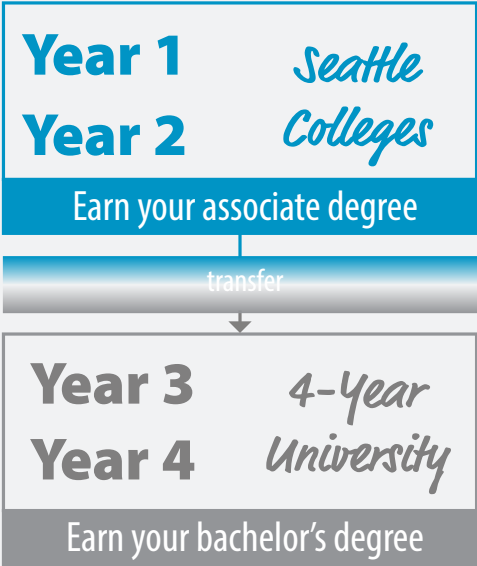 Year 1 Seattle
Year 2 Colleges
Earn your associate degree
transfer
Year 3 4-Year
Year 4 University
Earn your bachelor's degree